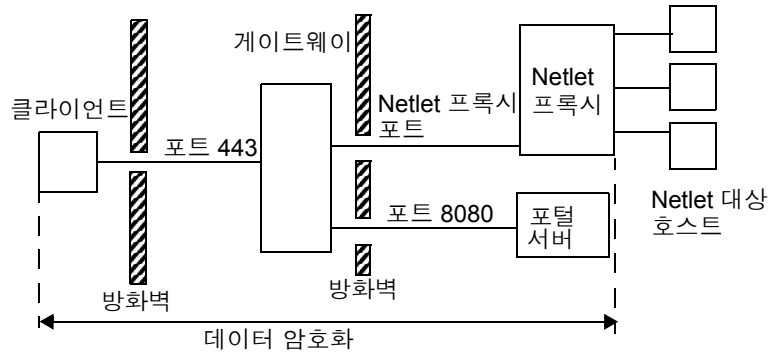 게이트웨이
클라이언트
포트 443
Netlet 프록시
포트
Netlet
프록시
Netlet 대상
호스트
포트 8080
포털
서버
방화벽
방화벽
데이터 암호화